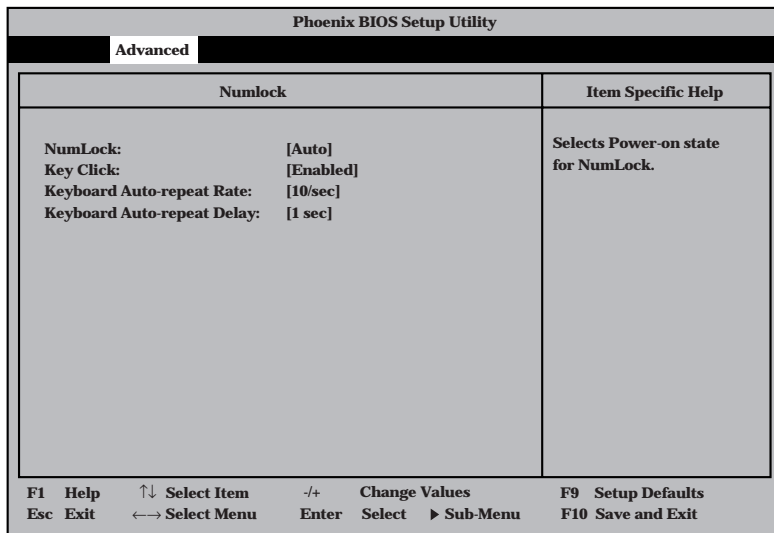 Phoenix BIOS Setup Utility
Advanced
Numlock
Item Specific Help
NumLock: [Auto]
Key Click: [Enabled]
Keyboard Auto-repeat Rate: [10/sec]
Keyboard Auto-repeat Delay: [1 sec]
Selects Power-on state
for NumLock.
F1 Help ↑↓ Select Item -/+ Change Values F9 Setup Defaults
Esc Exit ←→ Select Menu Enter Select ▶ Sub-Menu F10 Save and Exit